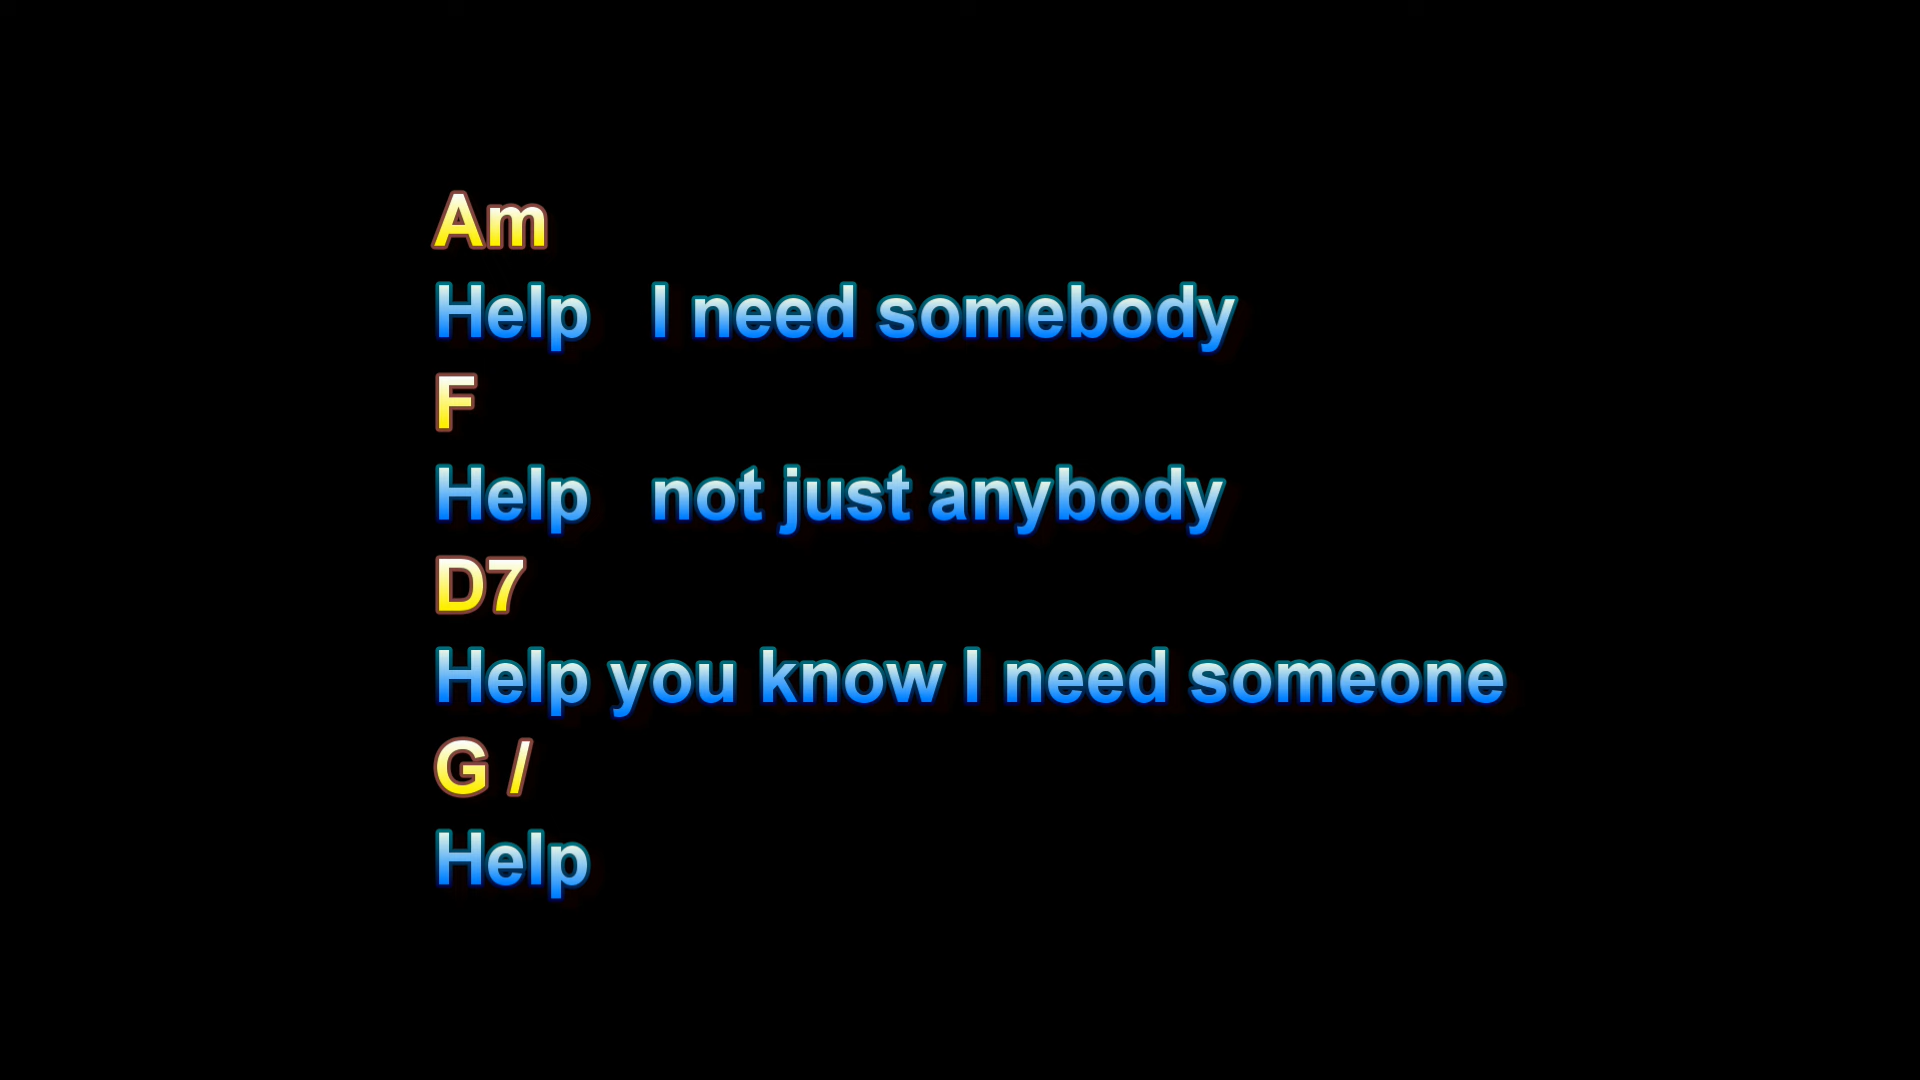 Am
Help   I need somebody
F
Help   not just anybody
D7
Help you know I need someone
G /
Help